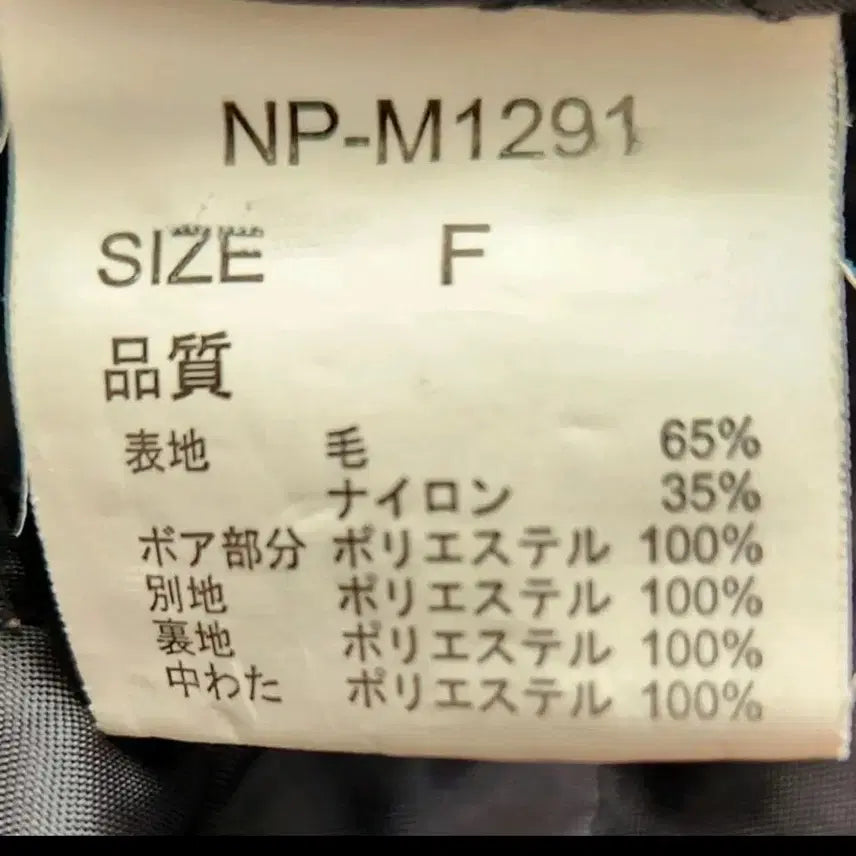 NP-M1291
SIZE F
品質
表地 毛 65%
ナイロン 35%
ボア部分 ポリエステル 100%
別地 ポリエステル 100%
裏地 ポリエステル 100%
中わた ポリエステル 100%